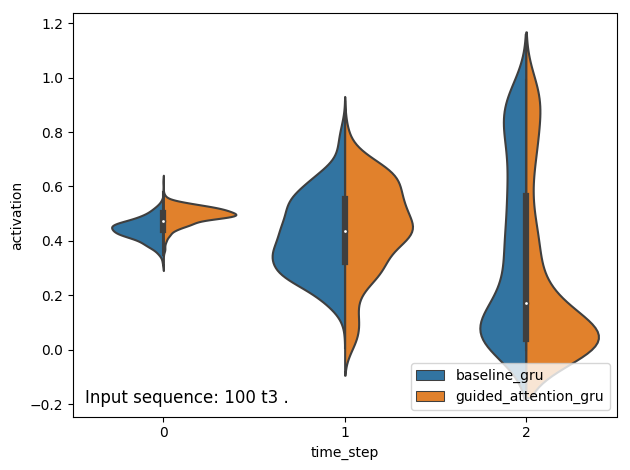 1.2
1.0
0.8
0.6
0.4
0.2
0.0
−0.2
activation
Input sequence: 100 t3 .
baseline_gru
guided_attention_gru
0 1 2
time_step